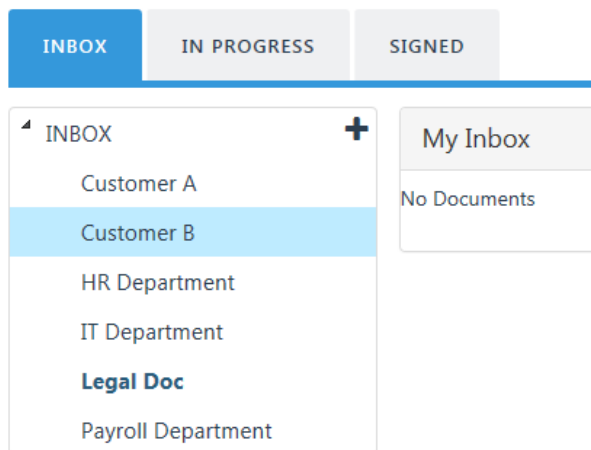 INBOX IN PROGRESS SIGNED
INBOX
Customer A
Customer B
HR Department
IT Department
Legal Doc
Payroll Department
My Inbox
No Documents